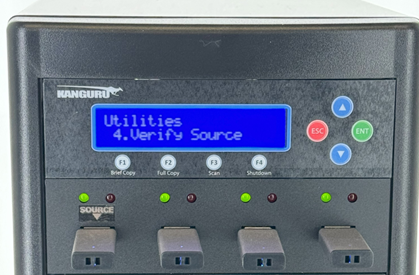 KANGURU
Utilities
4.Verify Source
ESC
ENT
F1
F2
F3
F4
Brief Copy
Full Copy
Scan
Shutdown
SOURCE